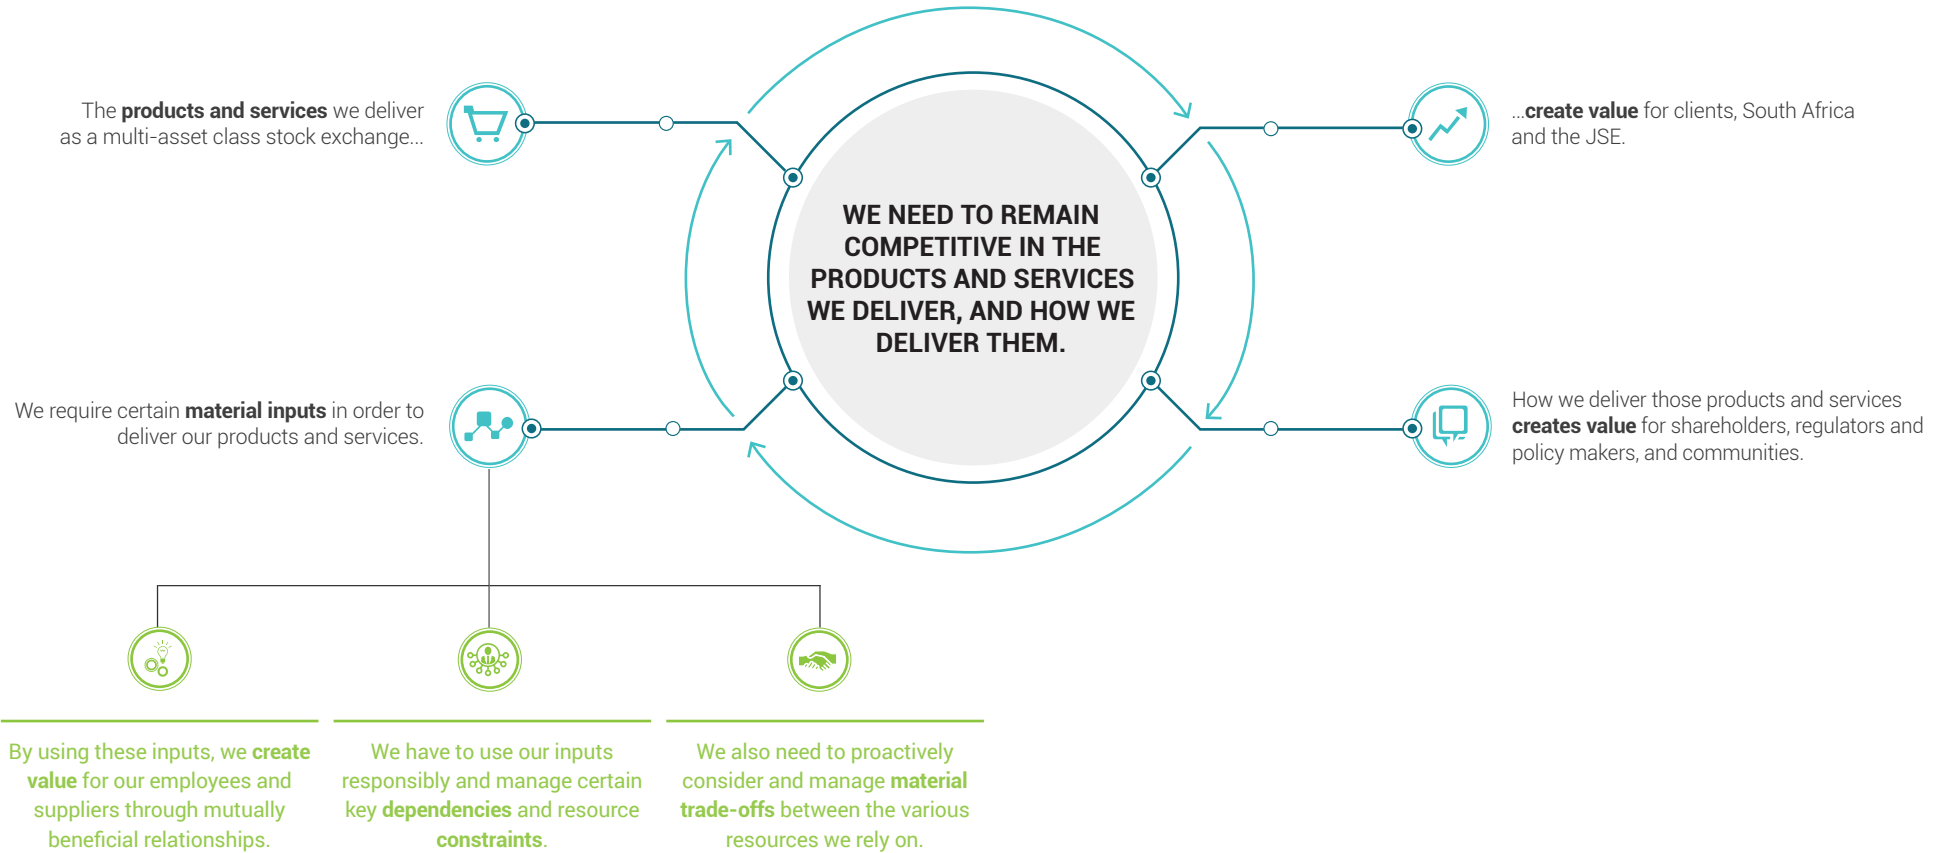 The products and services we deliver
as a multi-asset class stock exchange...
...create value for clients, South Africa
and the JSE.
WE NEED TO REMAIN
COMPETITIVE IN THE
PRODUCTS AND SERVICES
WE DELIVER, AND HOW WE
DELIVER THEM.
We require certain material inputs in order to
deliver our products and services.
How we deliver those products and services
creates value for shareholders, regulators and
policy makers, and communities.
By using these inputs, we create
value for our employees and
suppliers through mutually
beneficial relationships.
We have to use our inputs
responsibly and manage certain
key dependencies and resource
constraints.
We also need to proactively
consider and manage material
trade-offs between the various
resources we rely on.